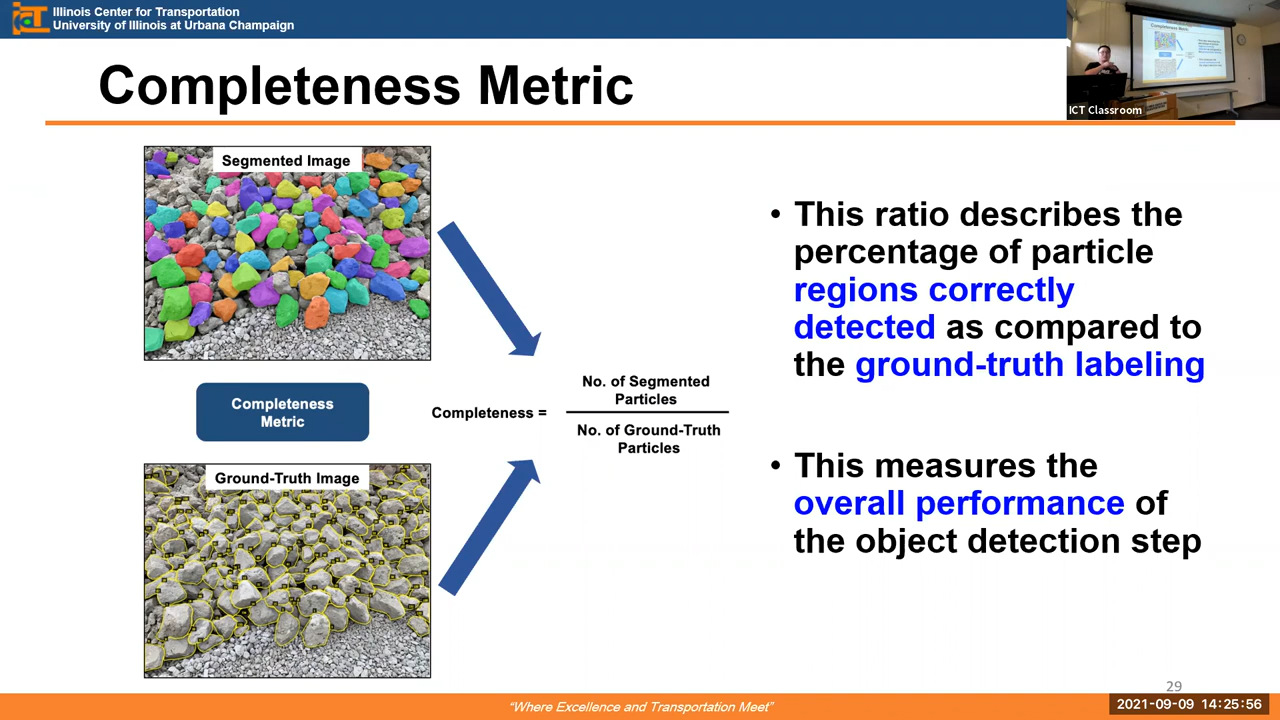 Illinois Center for Transportation
University of Illinois at Urbana Champaign
ICT Classroom
Completeness Metric
Segmented Image
Completeness
Metric
Ground-Truth Image
Completeness =
No. of Segmented
Particles
No. of Ground-Truth
Particles
• This ratio describes the
percentage of particle
regions correctly
detected as compared to
the ground-truth labeling
• This measures the
overall performance of
the object detection step
29
"Where Excellence and Transportation Meet"
2021-09-09 14:25:56